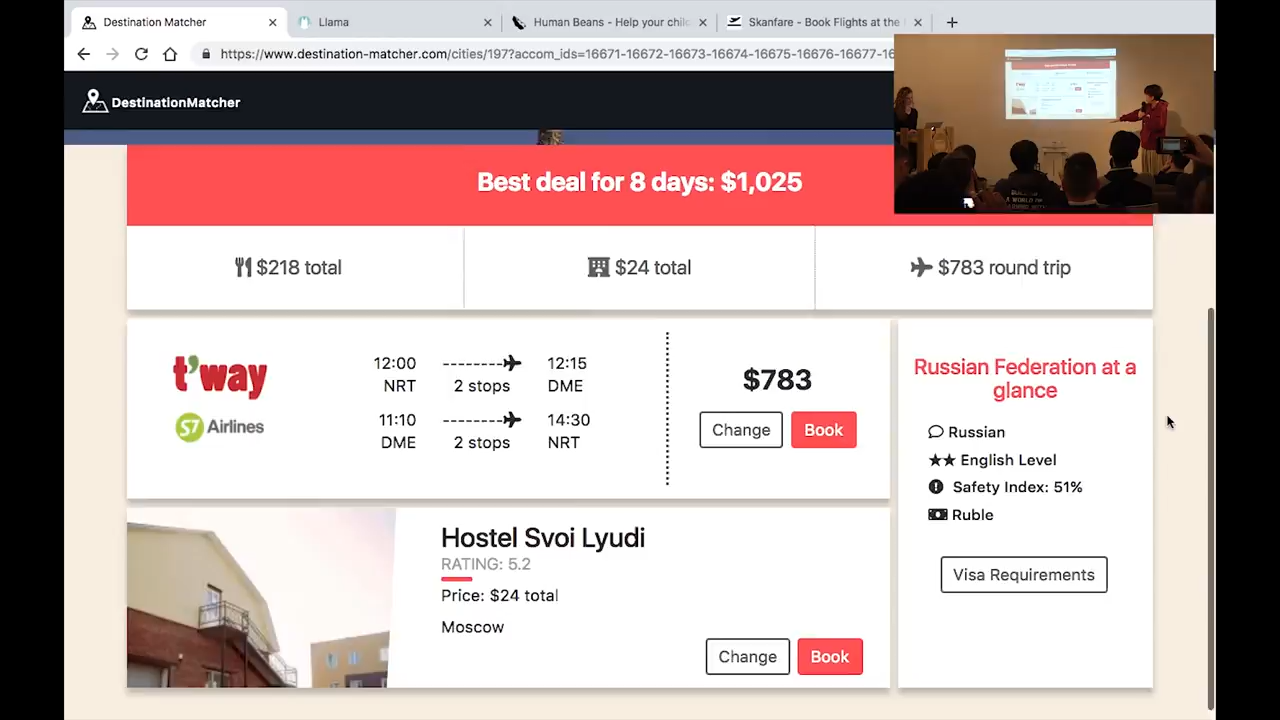 Destination Matcher
Llama
Human Beans - Help your chil
Skanfare - Book Flights at the
https://www.destination-matcher.com/cities/197?accom_ids=16671-16672-16673-16674-16675-16676-16677-16
DestinationMatcher
Best deal for 8 days: $1,025
$218 total
$24 total
$783 round trip
t'way
S7 Airlines
12:00
12:15
NRT
2 stops
DME
11:10
14:30
DME
2 stops
NRT
$783
Change
Book
Russian Federation at a
glance
Russian
English Level
Safety Index: 51%
Ruble
Visa Requirements
Hostel Svoi Lyudi
RATING: 5.2
Price: $24 total
Moscow
Change
Book